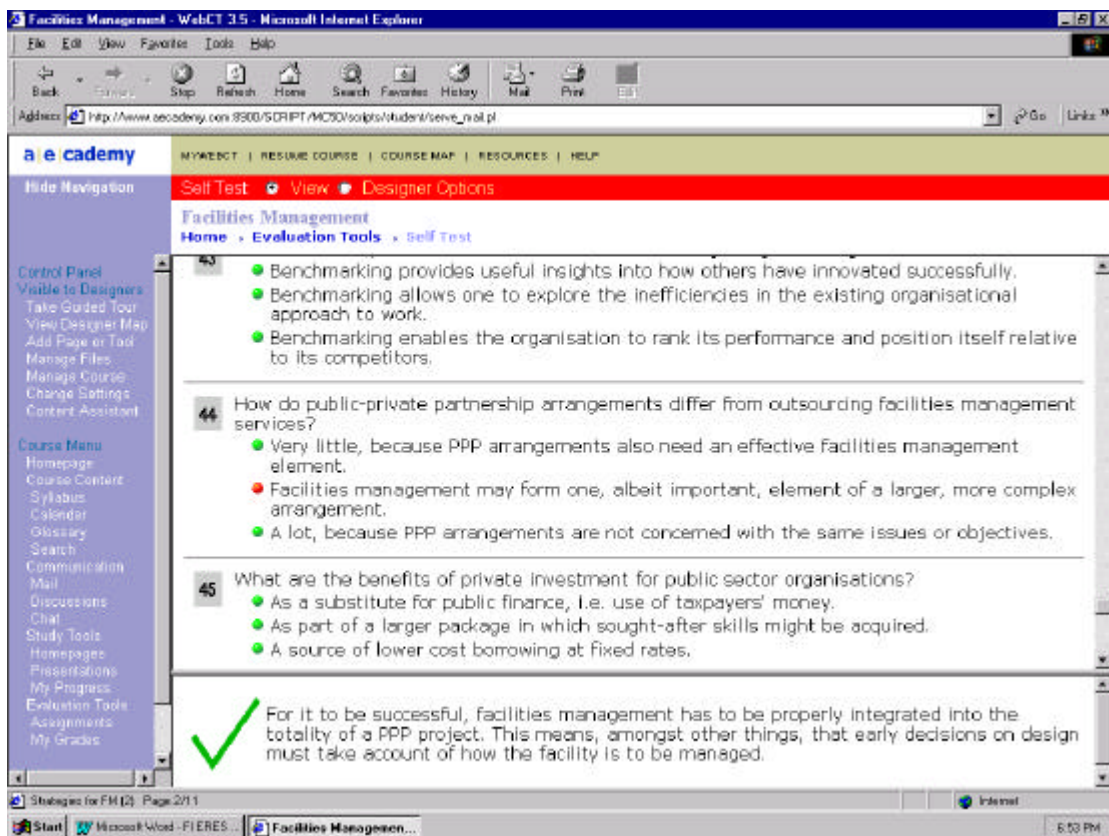 Facilities Management - WebCT 3.5 - Microsoft Internet Explorer
File Edit View Favorites Tools Help
Back Forward Stop Refresh Home Search Favorites History Mail Print Edit
Address http://www.aecademy.com:8900/SCRIPT/MC50/scripts/student/serve_mail.pl Go Links
a|e|cademy
MYWEBCT | RESUME COURSE | COURSE MAP | RESOURCES | HELP
Hide Navigation
Self Test View Designer Options
Facilities Management
Home › Evaluation Tools › Self Test
Control Panel
Visible to Designers
Take Guided Tour
View Designer Map
Add Page or Tool
Manage Files
Manage Course
Change Settings
Content Assistant
Course Menu
Homepage
Course Content
Syllabus
Calendar
Glossary
Search
Communication
Mail
Discussions
Chat
Study Tools
Homepages
Presentations
My Progress
Evaluation Tools
Assignments
My Grades
43
Benchmarking provides useful insights into how others have innovated successfully.
Benchmarking allows one to explore the inefficiencies in the existing organisational
approach to work.
Benchmarking enables the organisation to rank its performance and position itself relative
to its competitors.
44 How do public-private partnership arrangements differ from outsourcing facilities management
services?
Very little, because PPP arrangements also need an effective facilities management
element.
Facilities management may form one, albeit important, element of a larger, more complex
arrangement.
A lot, because PPP arrangements are not concerned with the same issues or objectives.
45 What are the benefits of private investment for public sector organisations?
As a substitute for public finance, i.e. use of taxpayers' money.
As part of a larger package in which sought-after skills might be acquired.
A source of lower cost borrowing at fixed rates.
For it to be successful, facilities management has to be properly integrated into the
totality of a PPP project. This means, amongst other things, that early decisions on design
must take account of how the facility is to be managed.
Strategies for FM (2) Page 2/11 Internet
Start Microsoft Word - FI ERES ... Facilities Managemen... 6:53 PM